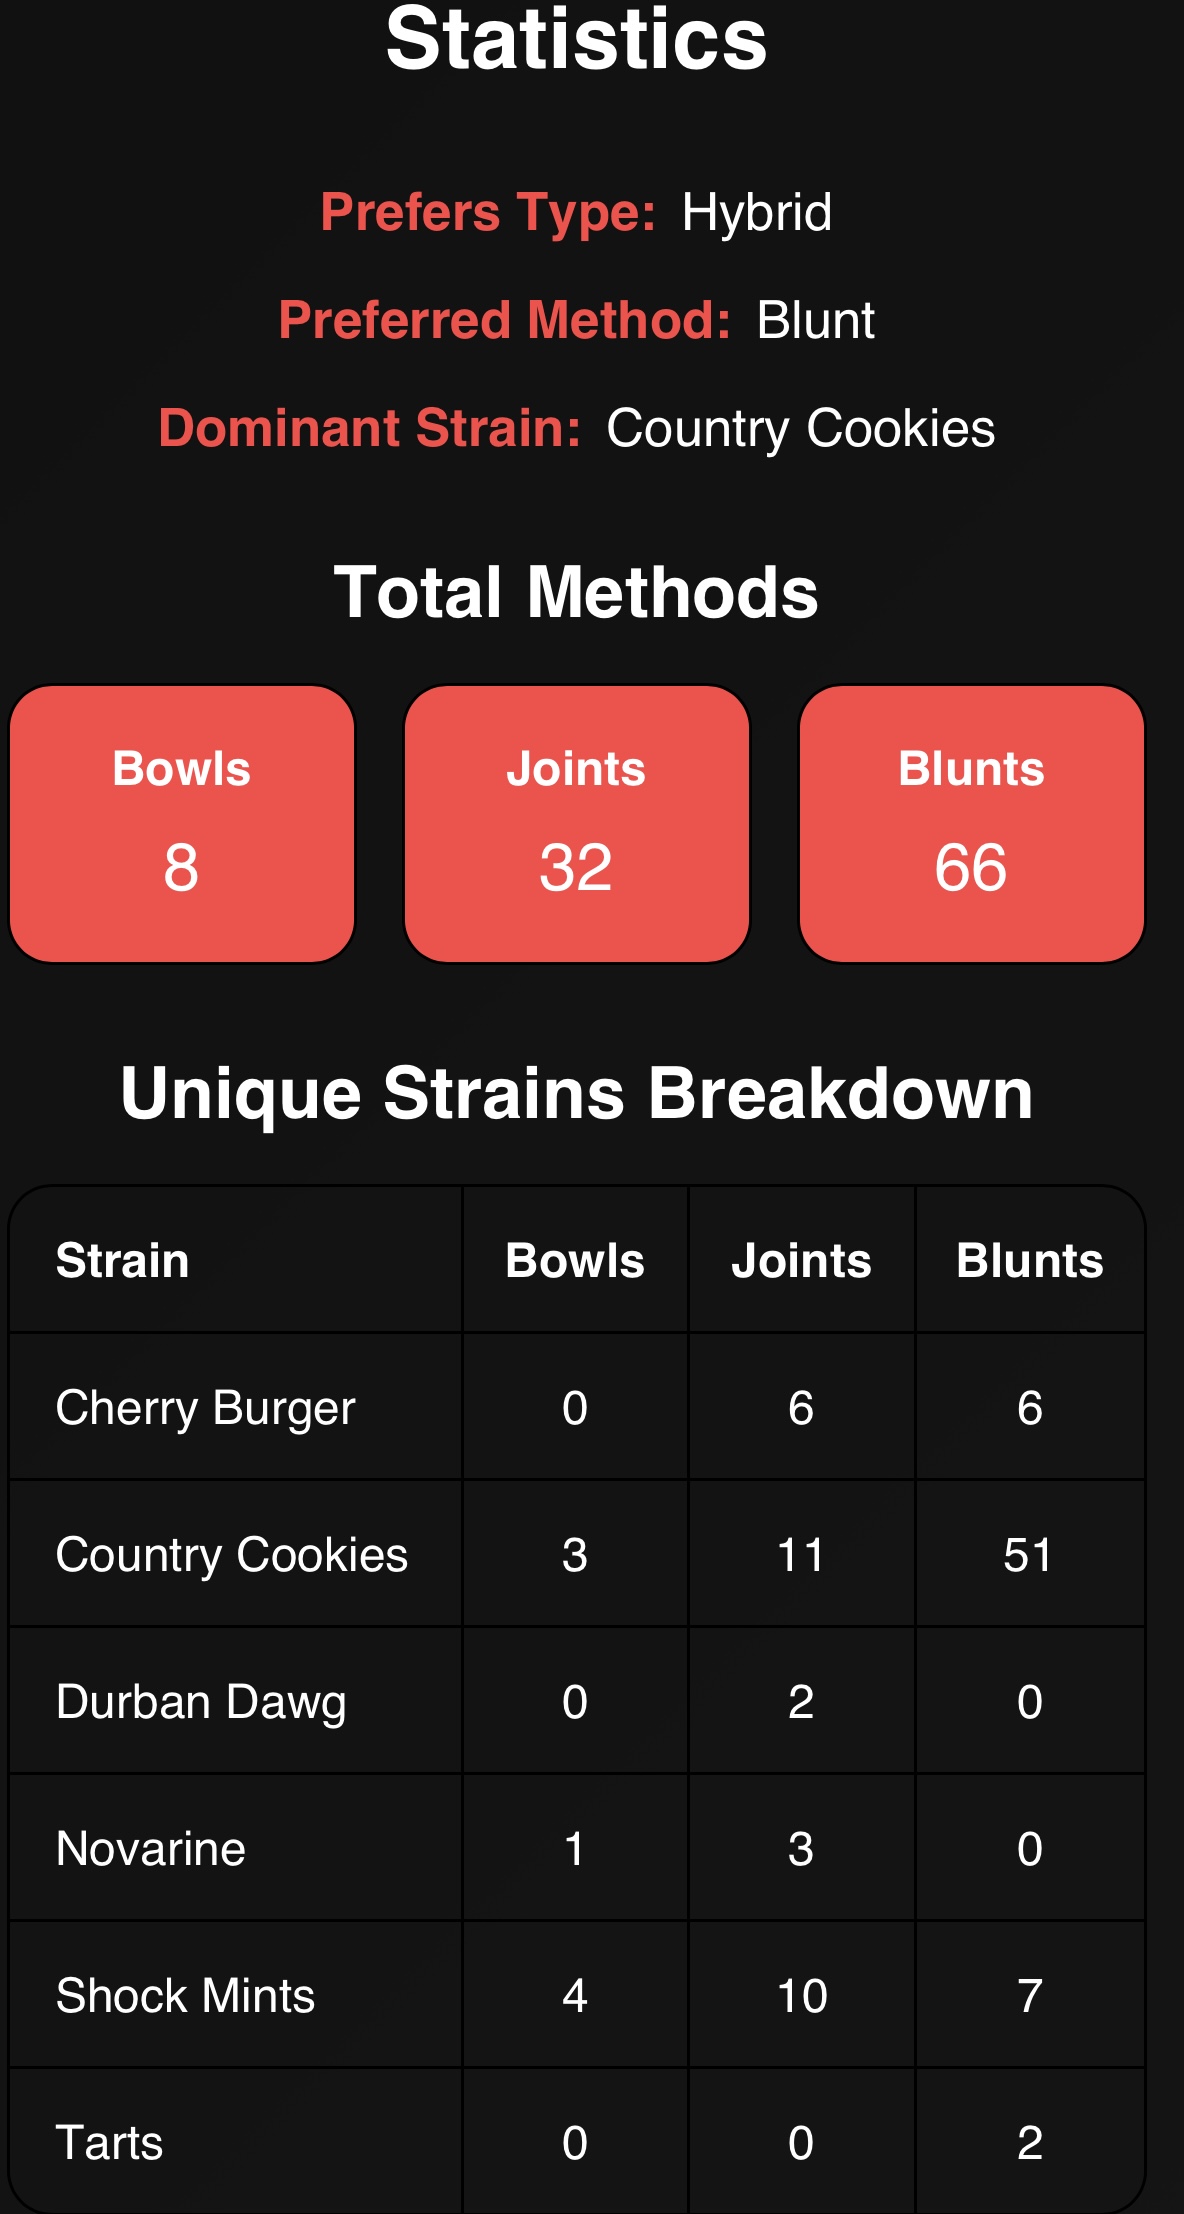 Statistics
Prefers Type: Hybrid
Preferred Method: Blunt
Dominant Strain: Country Cookies
Total Methods
Bowls Joints Blunts
8 32 66
Unique Strains Breakdown
Strain Bowls Joints Blunts
Cherry Burger 0 6 6
Country Cookies 3 11 51
Durban Dawg 0 2 0
Novarine 1 3 0
Shock Mints 4 10 7
Tarts 0 0 2